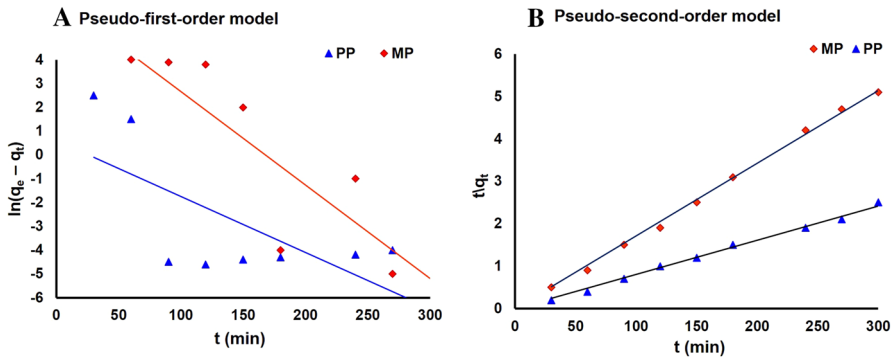 A Pseudo-first-order model
PP MP
4
3
2
1
0
-1
-2
-3
-4
-5
-6
ln(qe – qt)
0 50 100 150 200 250 300
t (min)
B Pseudo-second-order model
MP PP
6
5
4
3
2
1
0
t\qt
0 50 100 150 200 250 300
t (min)